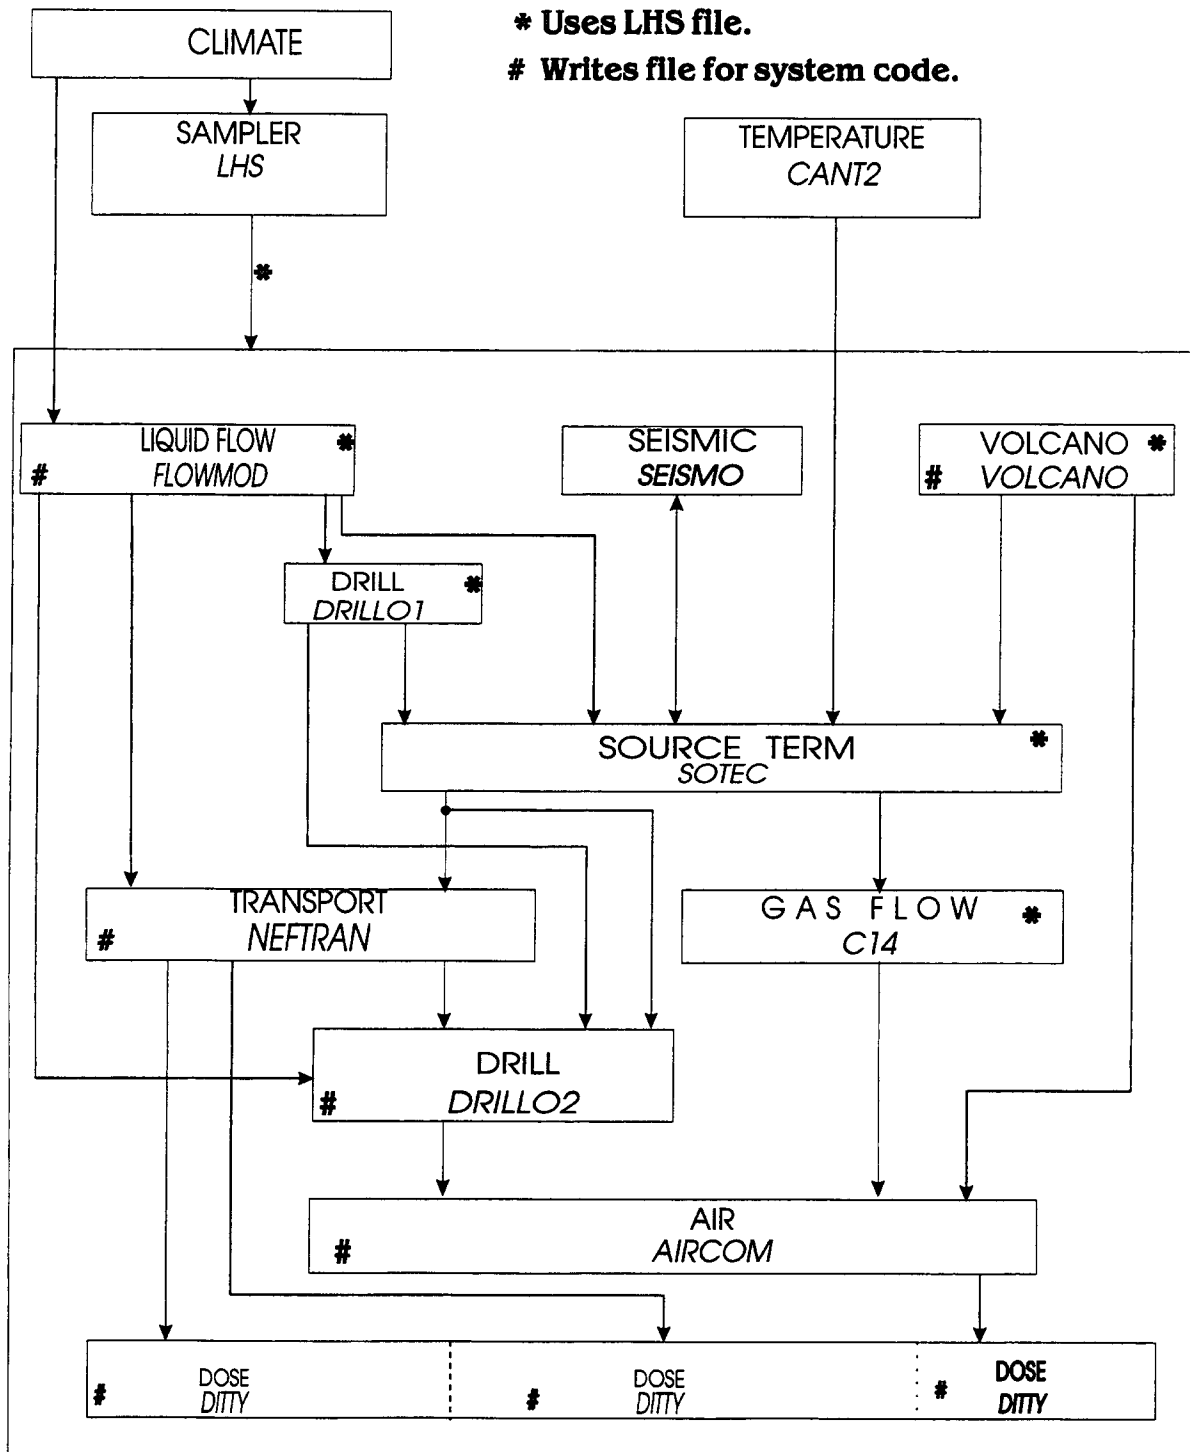 * Uses LHS file.
# Writes file for system code.
CLIMATE
SAMPLER
LHS
TEMPERATURE
CANT2
*
LIQUID FLOW *
# FLOWMOD
SEISMIC
SEISMO
VOLCANO *
# VOLCANO
DRILL *
DRILLO1
SOURCE TERM *
SOTEC
TRANSPORT
# NEFTRAN
GAS FLOW *
C14
DRILL
# DRILLO2
AIR
# AIRCOM
DOSE
# DITTY
DOSE
# DITTY
DOSE
# DITTY